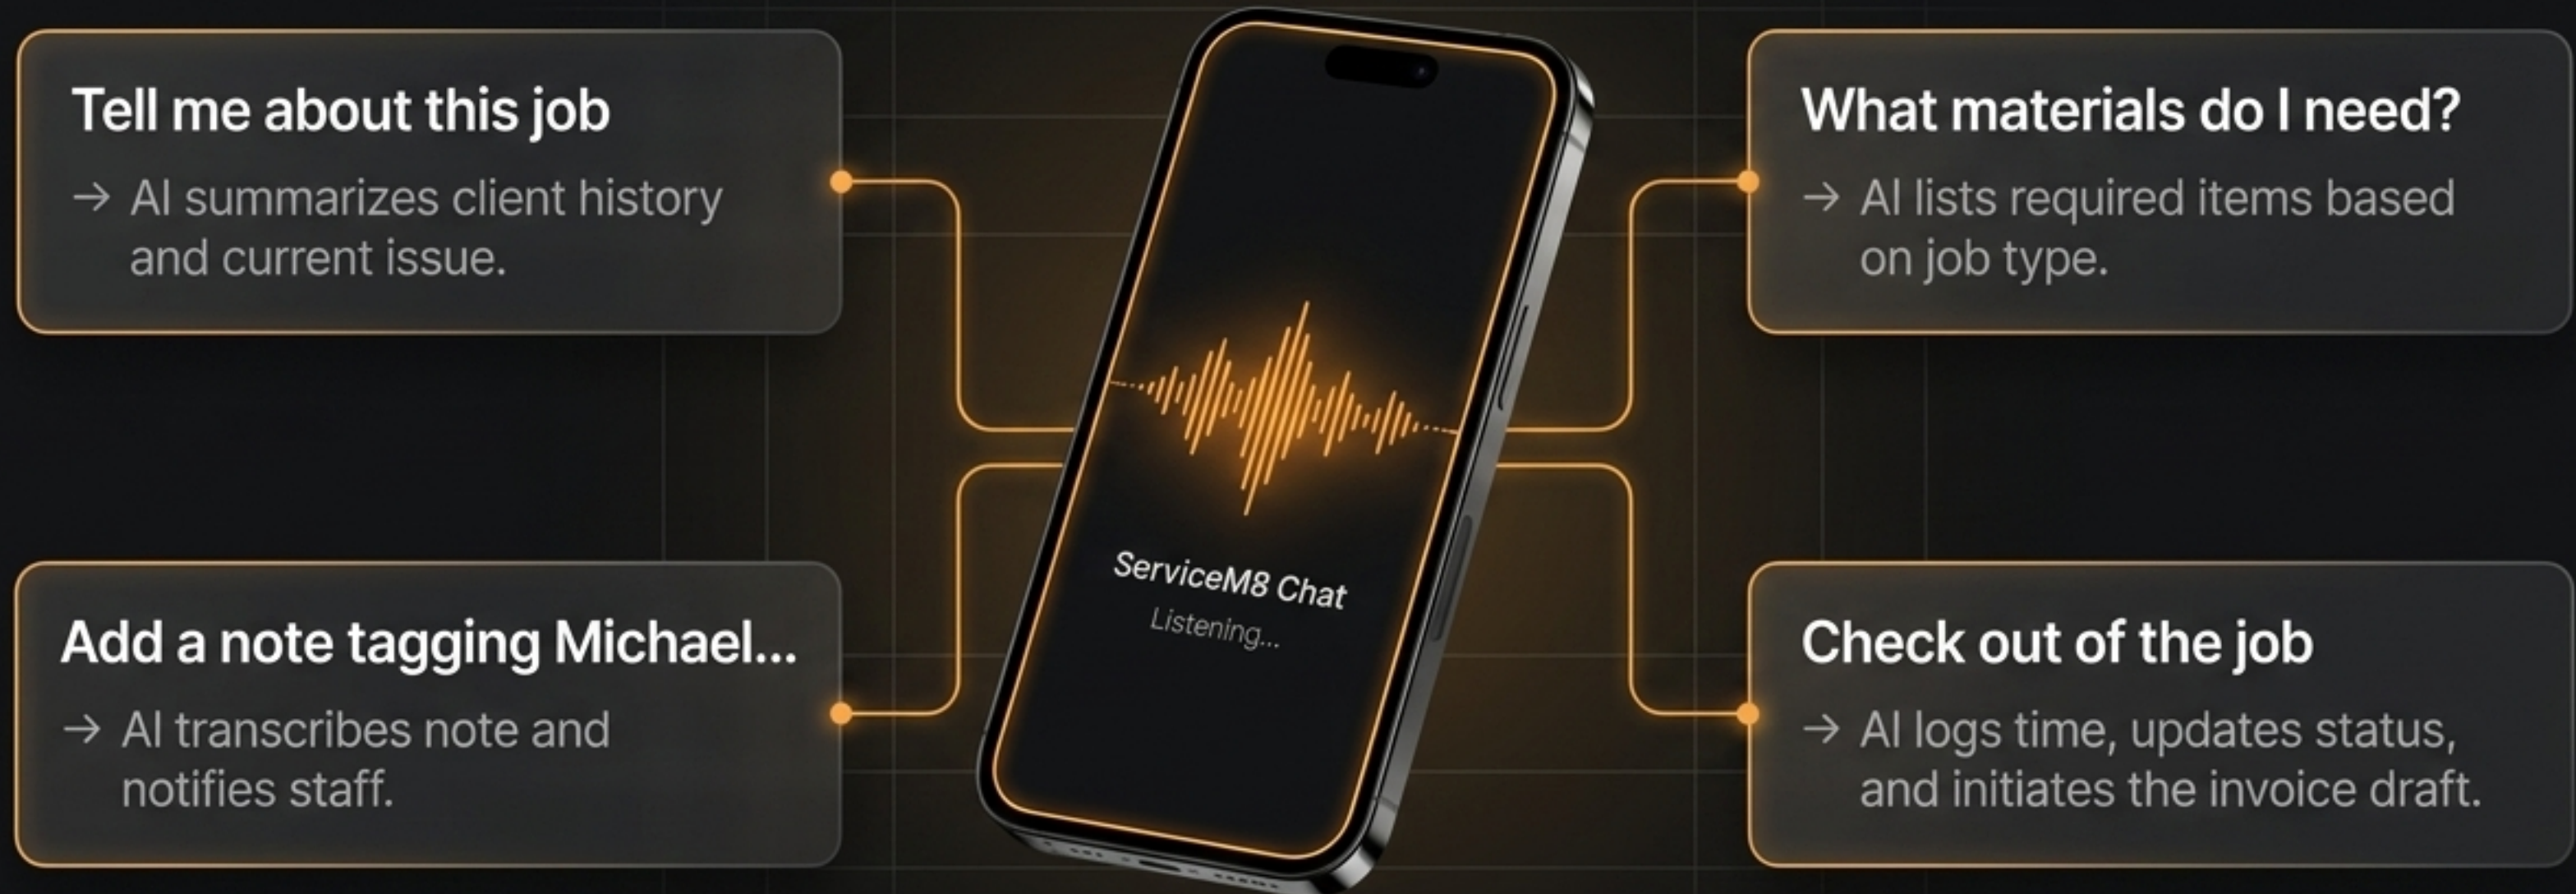 Tell me about this job
→ AI summarizes client history
and current issue.
What materials do I need?
→ AI lists required items based
on job type.
ServiceM8 Chat
Listening...
Add a note tagging Michael...
→ AI transcribes note and
notifies staff.
Check out of the job
→ AI logs time, updates status,
and initiates the invoice draft.